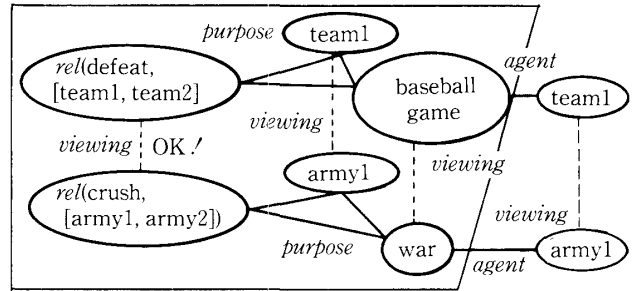 purpose
team1
agent
rel(defeat,
[team1, team2]
baseball
game
team1
viewing
OK!
viewing
viewing
army1
rel(crush,
[army1, army2])
viewing
purpose
war
agent
army1